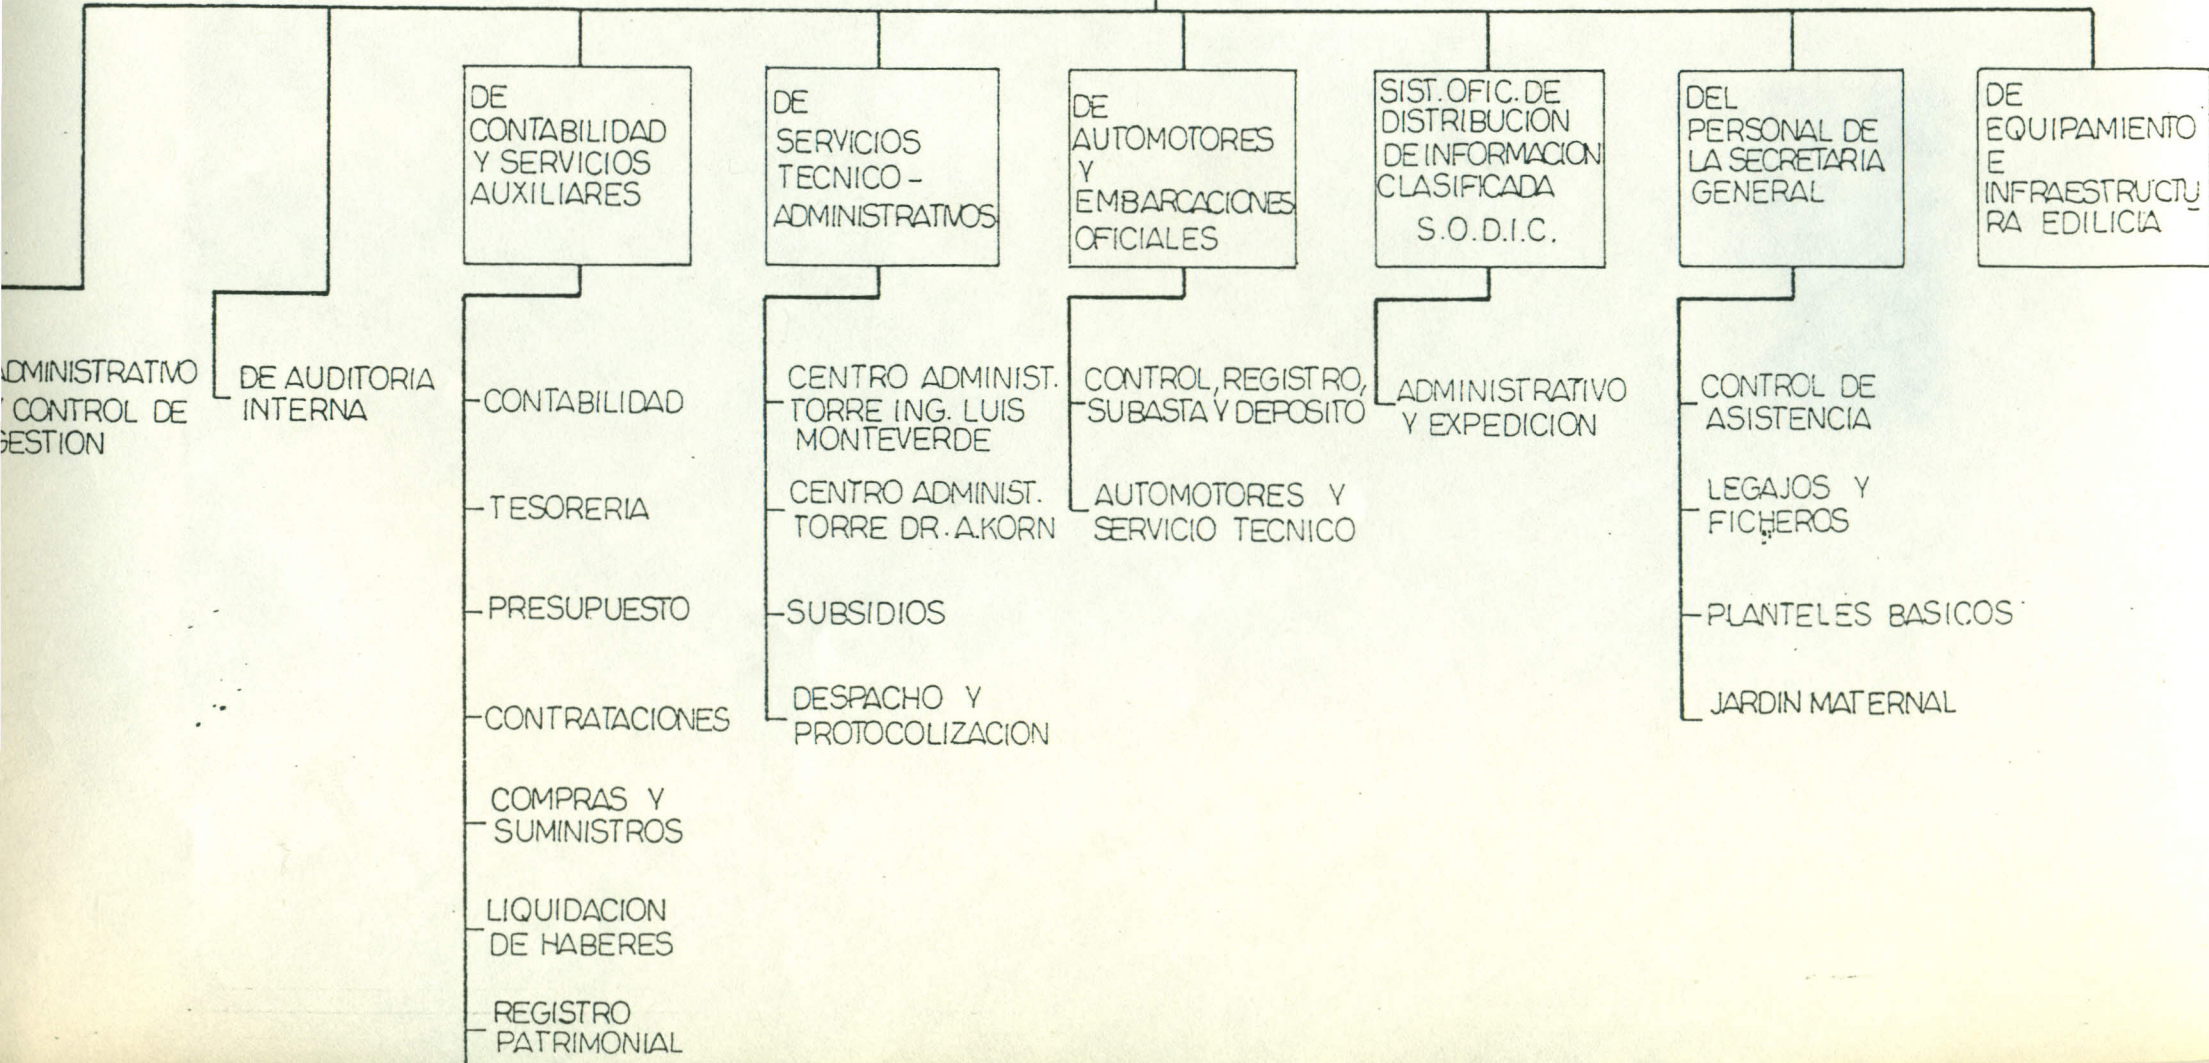 DE
CONTABILIDAD
Y SERVICIOS
AUXILIARES
DE
SERVICIOS
TECNICO-
ADMINISTRATIVOS
DE
AUTOMOTORES
Y
EMBARCACIONES
OFICIALES
SIST. OFIC. DE
DISTRIBUCION
DE INFORMACION
CLASIFICADA
S.O.D.I.C.
DEL
PERSONAL DE
LA SECRETARIA
GENERAL
DE
EQUIPAMIENTO
E
INFRAESTRUCTU
RA EDILICIA
DMINISTRATIVO
CONTROL DE
GESTION
DE AUDITORIA
INTERNA
CONTABILIDAD
TESORERIA
PRESUPUESTO
CONTRATACIONES
COMPRAS Y
SUMINISTROS
LIQUIDACION
DE HABERES
REGISTRO
PATRIMONIAL
CENTRO ADMINIST.
TORRE ING. LUIS
MONTEVERDE
CENTRO ADMINIST.
TORRE DR. A.KORN
SUBSIDIOS
DESPACHO Y
PROTOCOLIZACION
CONTROL, REGISTRO,
SUBASTA Y DEPOSITO
AUTOMOTORES Y
SERVICIO TECNICO
ADMINISTRATIVO
Y EXPEDICION
CONTROL DE
ASISTENCIA
LEGAJOS Y
FICHEROS
PLANTELES BASICOS
JARDIN MATERNAL